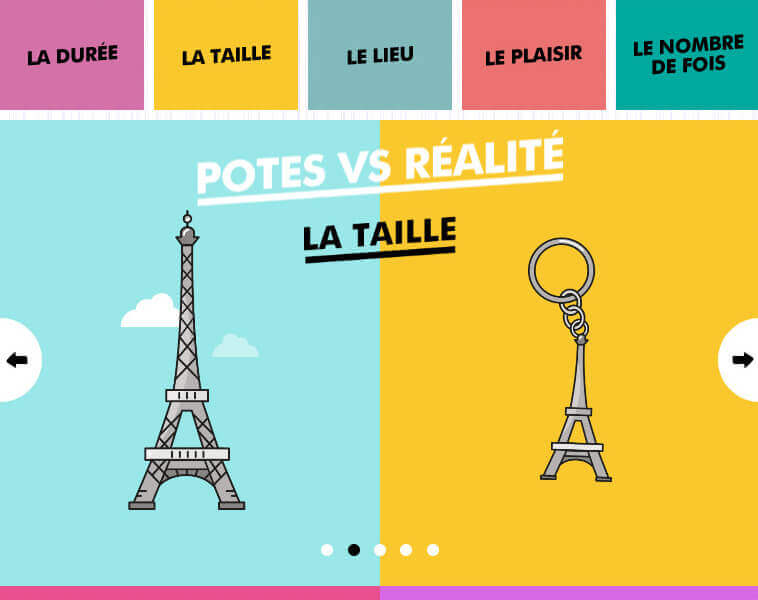 LA DURÉE
LA TAILLE
LE LIEU
LE PLAISIR
LE NOMBRE
DE FOIS
POTES VS RÉALITÉ
LA TAILLE